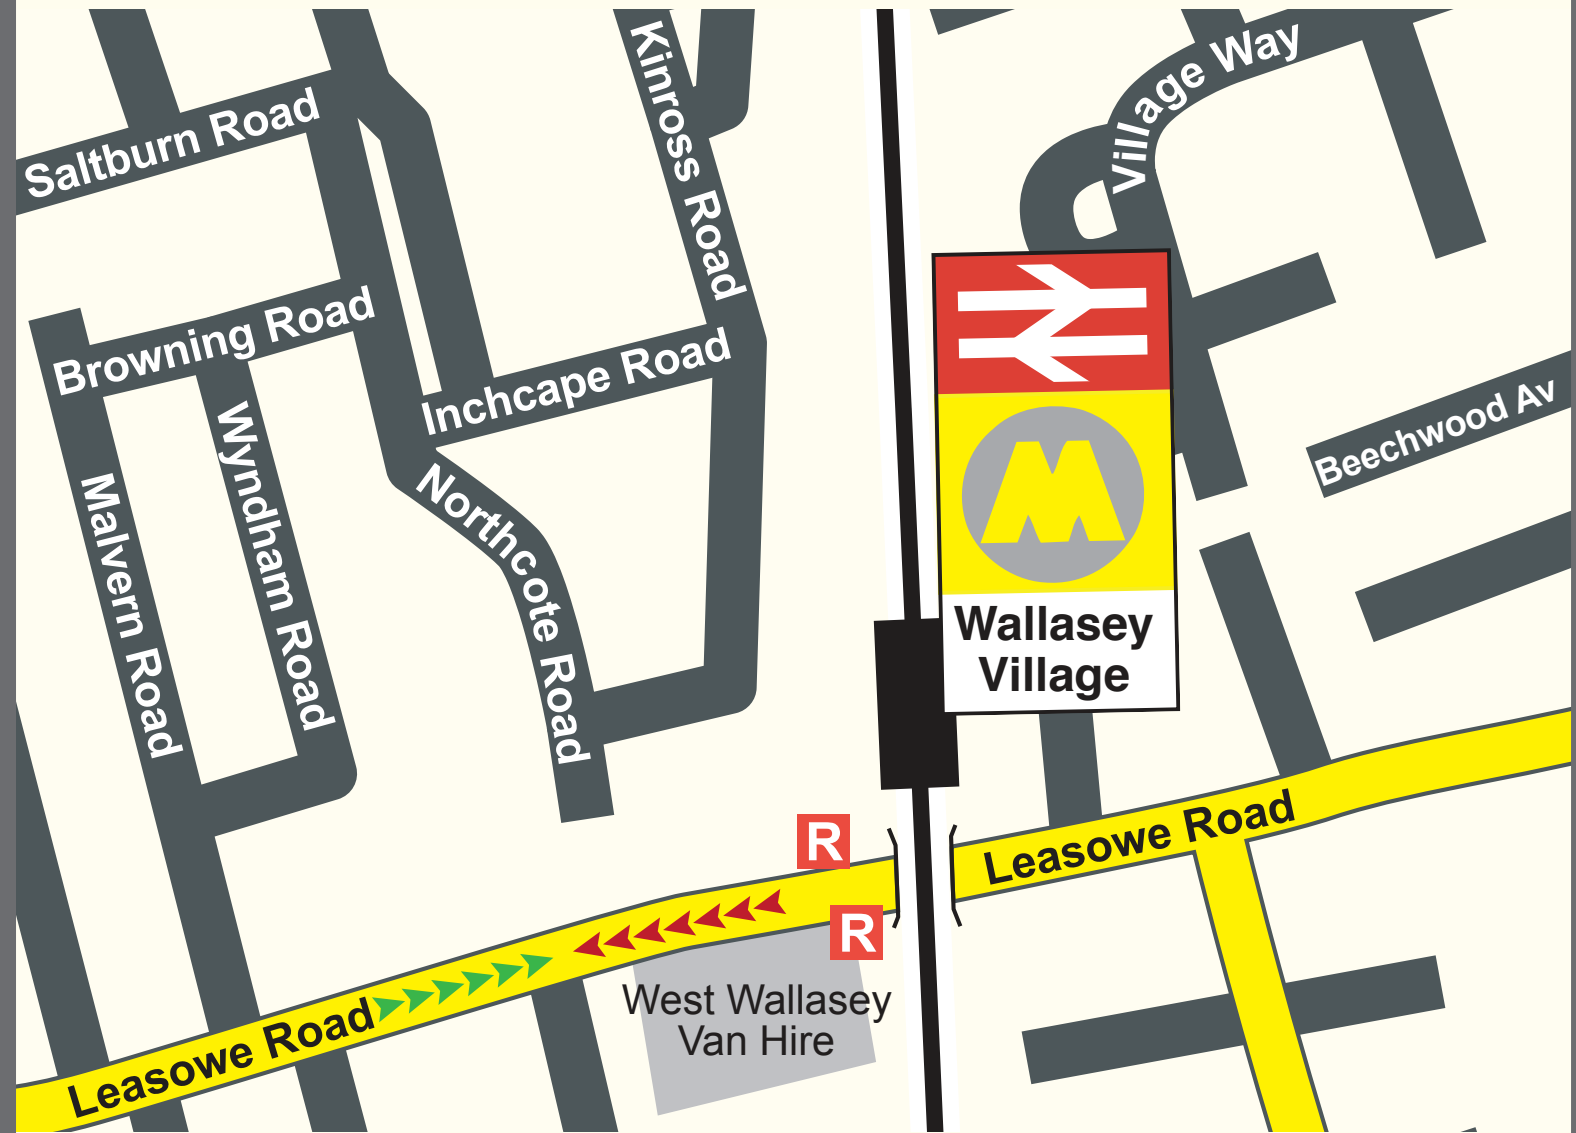 Kinross Road
Village Way
Saltburn Road
Browning Road
Inchcape Road
Beechwood Av
Wyndham Road
Malvern Road
Northcote Road
M
Wallasey
Village
Leasowe Road
R
R
West Wallasey
Van Hire
Leasowe Road